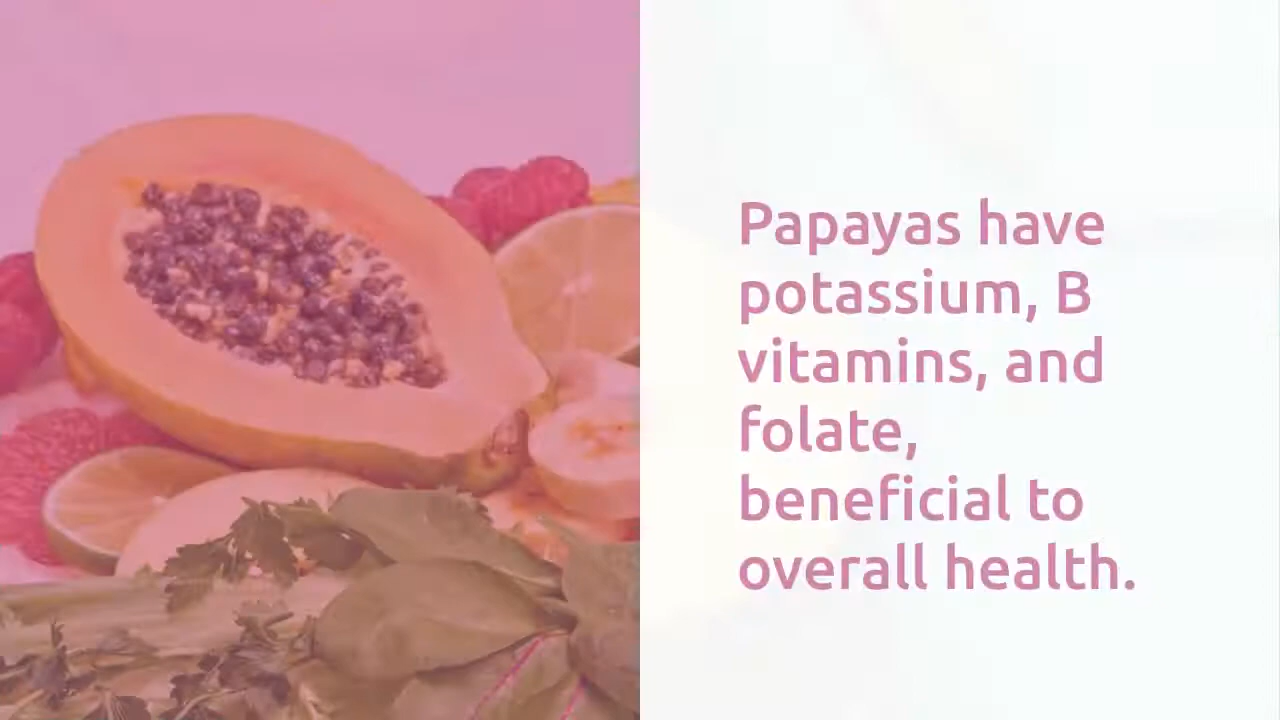 Papayas have
potassium, B
vitamins, and
folate,
beneficial to
overall health.